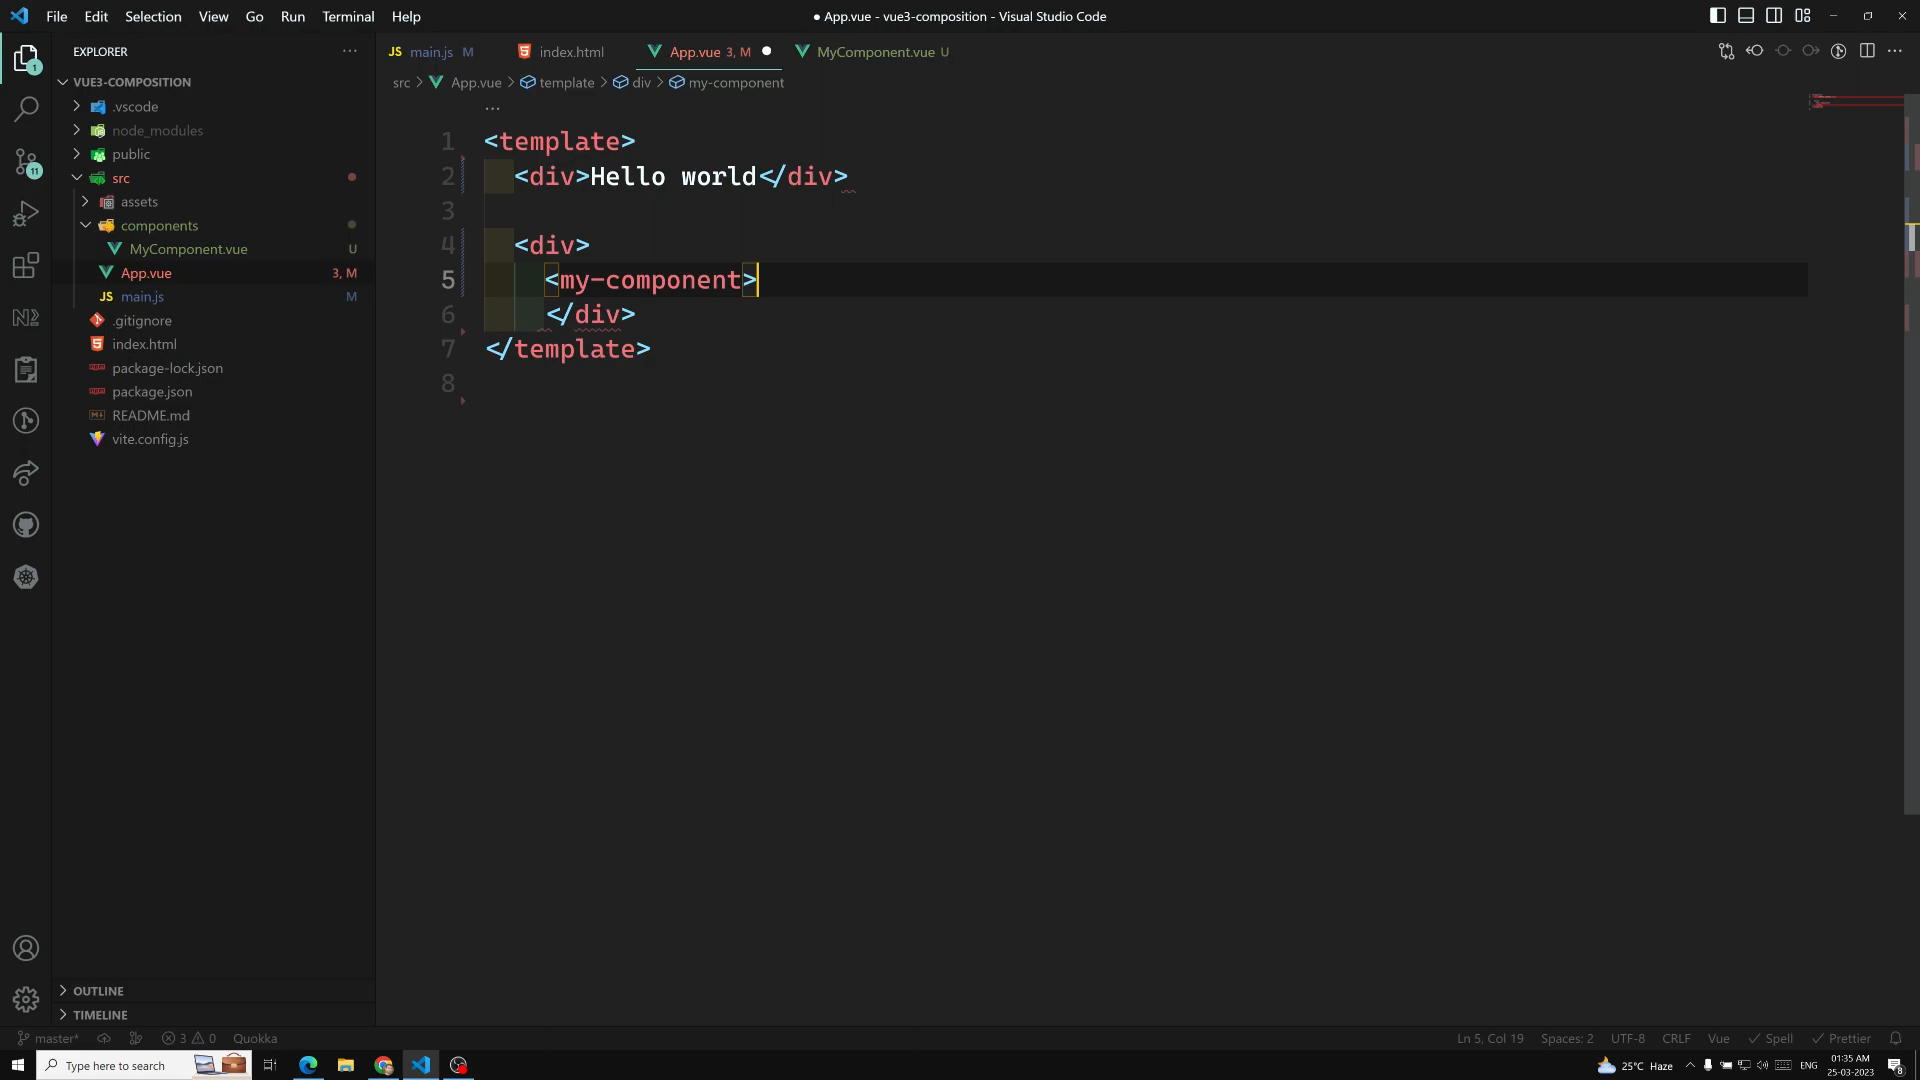 File Edit Selection View Go Run Terminal Help
● App.vue - vue3-composition - Visual Studio Code
EXPLORER
JS main.js M
index.html
App.vue 3, M ●
MyComponent.vue U
VUE3-COMPOSITION
.vscode
node_modules
public
src
assets
components
MyComponent.vue U
App.vue 3, M
JS main.js M
.gitignore
index.html
package-lock.json
package.json
README.md
vite.config.js
OUTLINE
TIMELINE
1
11
src > App.vue > template > div > my-component
...
1 <template>
2 <div>Hello world</div>
3
4 <div>
5 <my-component>
6 </div>
7 </template>
8
master* 3 0 Quokka
Ln 5, Col 19 Spaces: 2 UTF-8 CRLF Vue Spell Prettier
Type here to search
25°C Haze
ENG
01:35 AM
25-03-2023
8